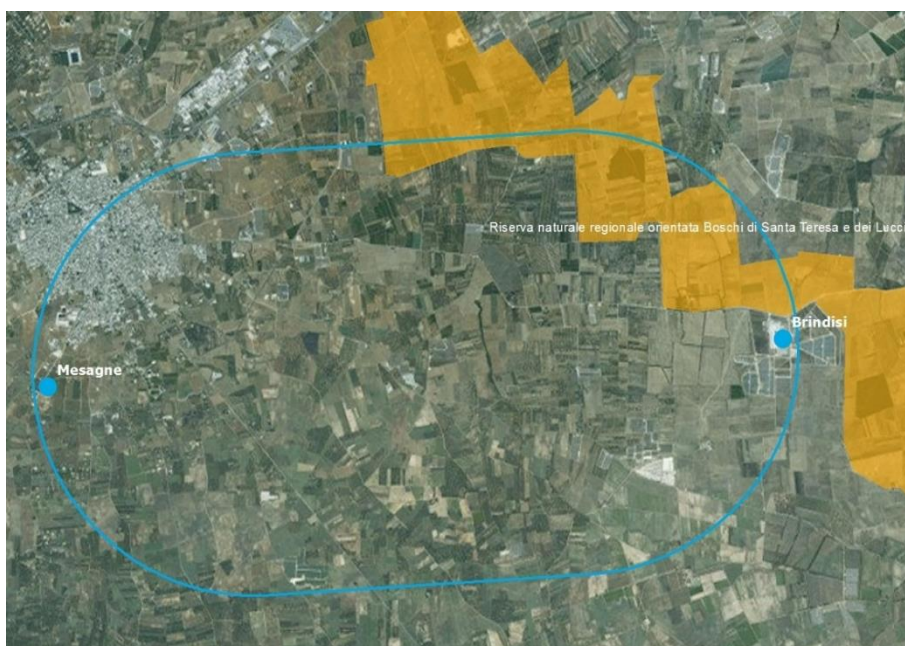 Riserva naturale regionale orientata Boschi di Santa Teresa e dei Lucci
Brindisi
Mesagne